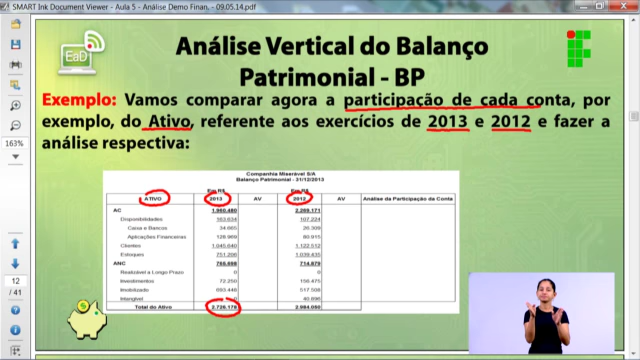 SMART Ink Document Viewer - Aula 5 - Análise Demo Finan. - 09.05.14.pdf
EaD
Análise Vertical do Balanço
Patrimonial - BP
Exemplo: Vamos comparar agora a participação de cada conta, por
exemplo, do Ativo, referente aos exercícios de 2013 e 2012 e fazer a
análise respectiva:
163%
12
/ 41
Companhia Miserável S/A
Balanço Patrimonial - 31/12/2013
Em R$ Em R$
ATIVO 2013 AV 2012 AV Análise da Participação da Conta
AC 1.960.480 2.269.171
Disponibilidades 163.634 107.224
Caixa e Bancos 34.665 26.309
Aplicações Financeiras 128.969 80.915
Clientes 1.045.640 1.122.512
Estoques 751.206 1.039.435
ANC 765.698 714.879
Realizável a Longo Prazo 0 0
Investimentos 72.250 156.475
Imobilizado 693.448 517.508
Intangível 40.896
Total do Ativo 2.726.178 2.984.050